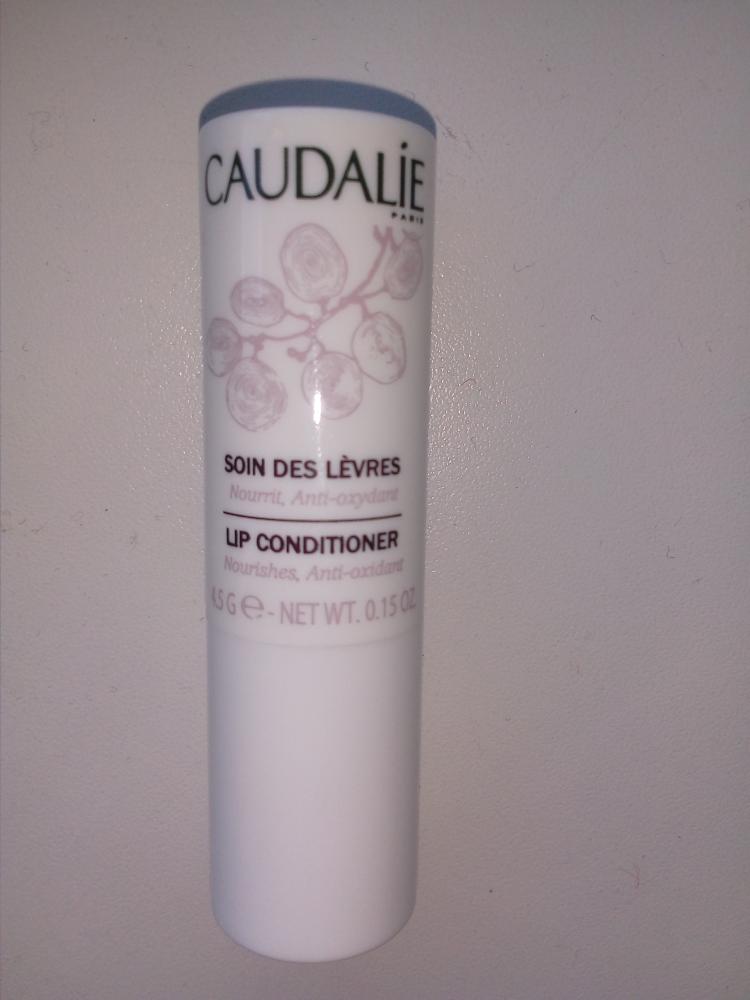 CAUDALİE
PARIS
SOIN DES LÈVRES
Nourrit, Anti-oxydant
LIP CONDITIONER
Nourishes, Anti-oxidant
4.5 G ℮ - NET WT. 0.15 OZ.